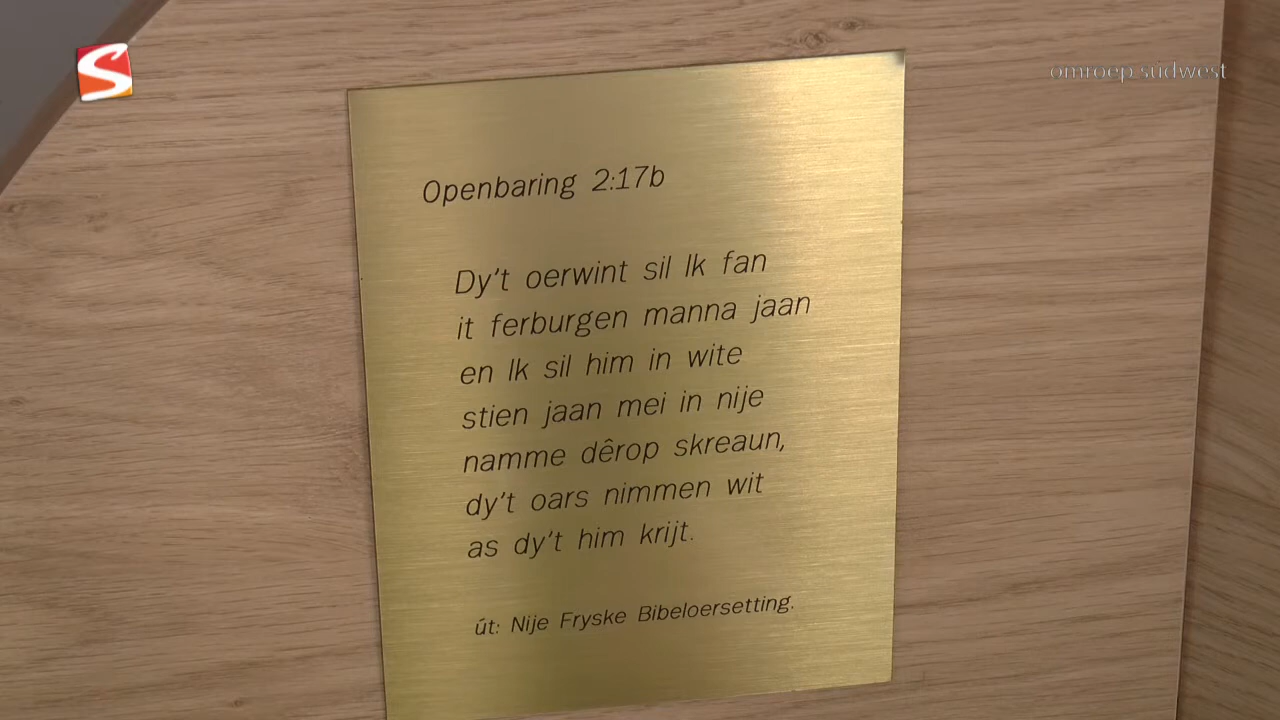 omroep súdwest
Openbaring 2:17b
Dy't oerwint sil Ik fan
it ferburgen manna jaan
en Ik sil him in wite
stien jaan mei in nije
namme dêrop skreaun,
dy't oars nimmen wit
as dy't him krijt.
út: Nije Fryske Bibeloersetting.